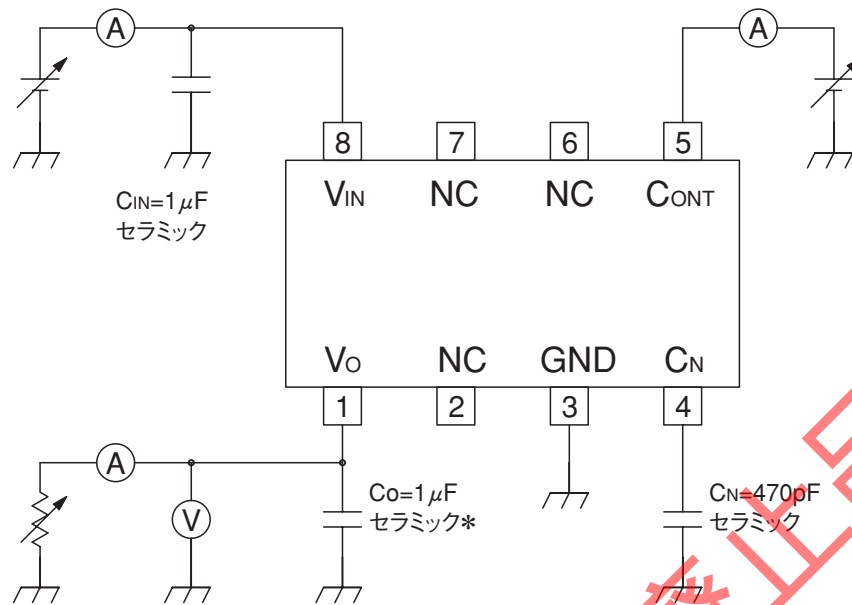 A
A
8
7
6
5
VIN
NC
NC
CONT
CIN=1μF
セラミック
VO
NC
GND
CN
1
2
3
4
A
V
Co=1μF
セラミック*
CN=470pF
セラミック